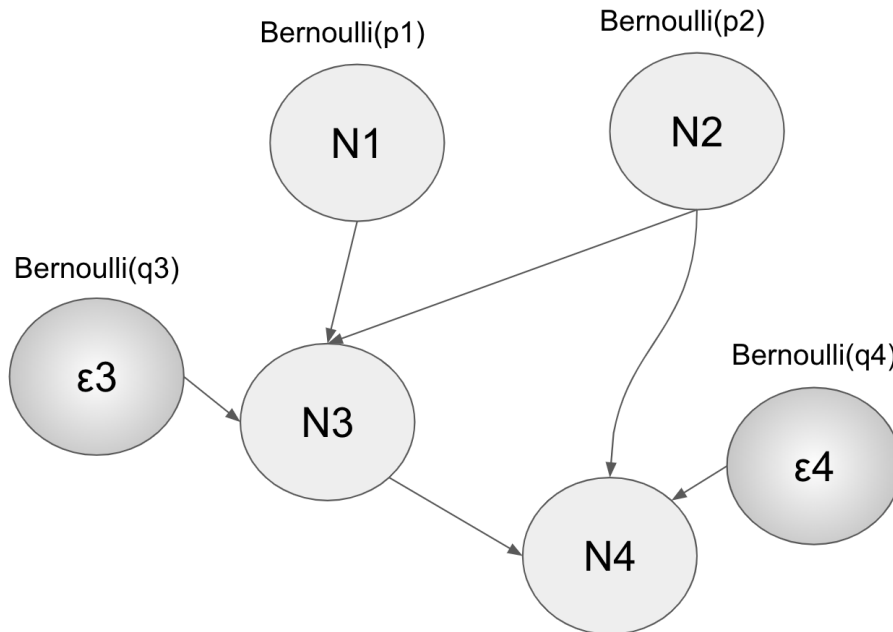 Bernoulli(p1)
Bernoulli(p2)
N1
N2
Bernoulli(q3)
ε3
N3
Bernoulli(q4)
ε4
N4